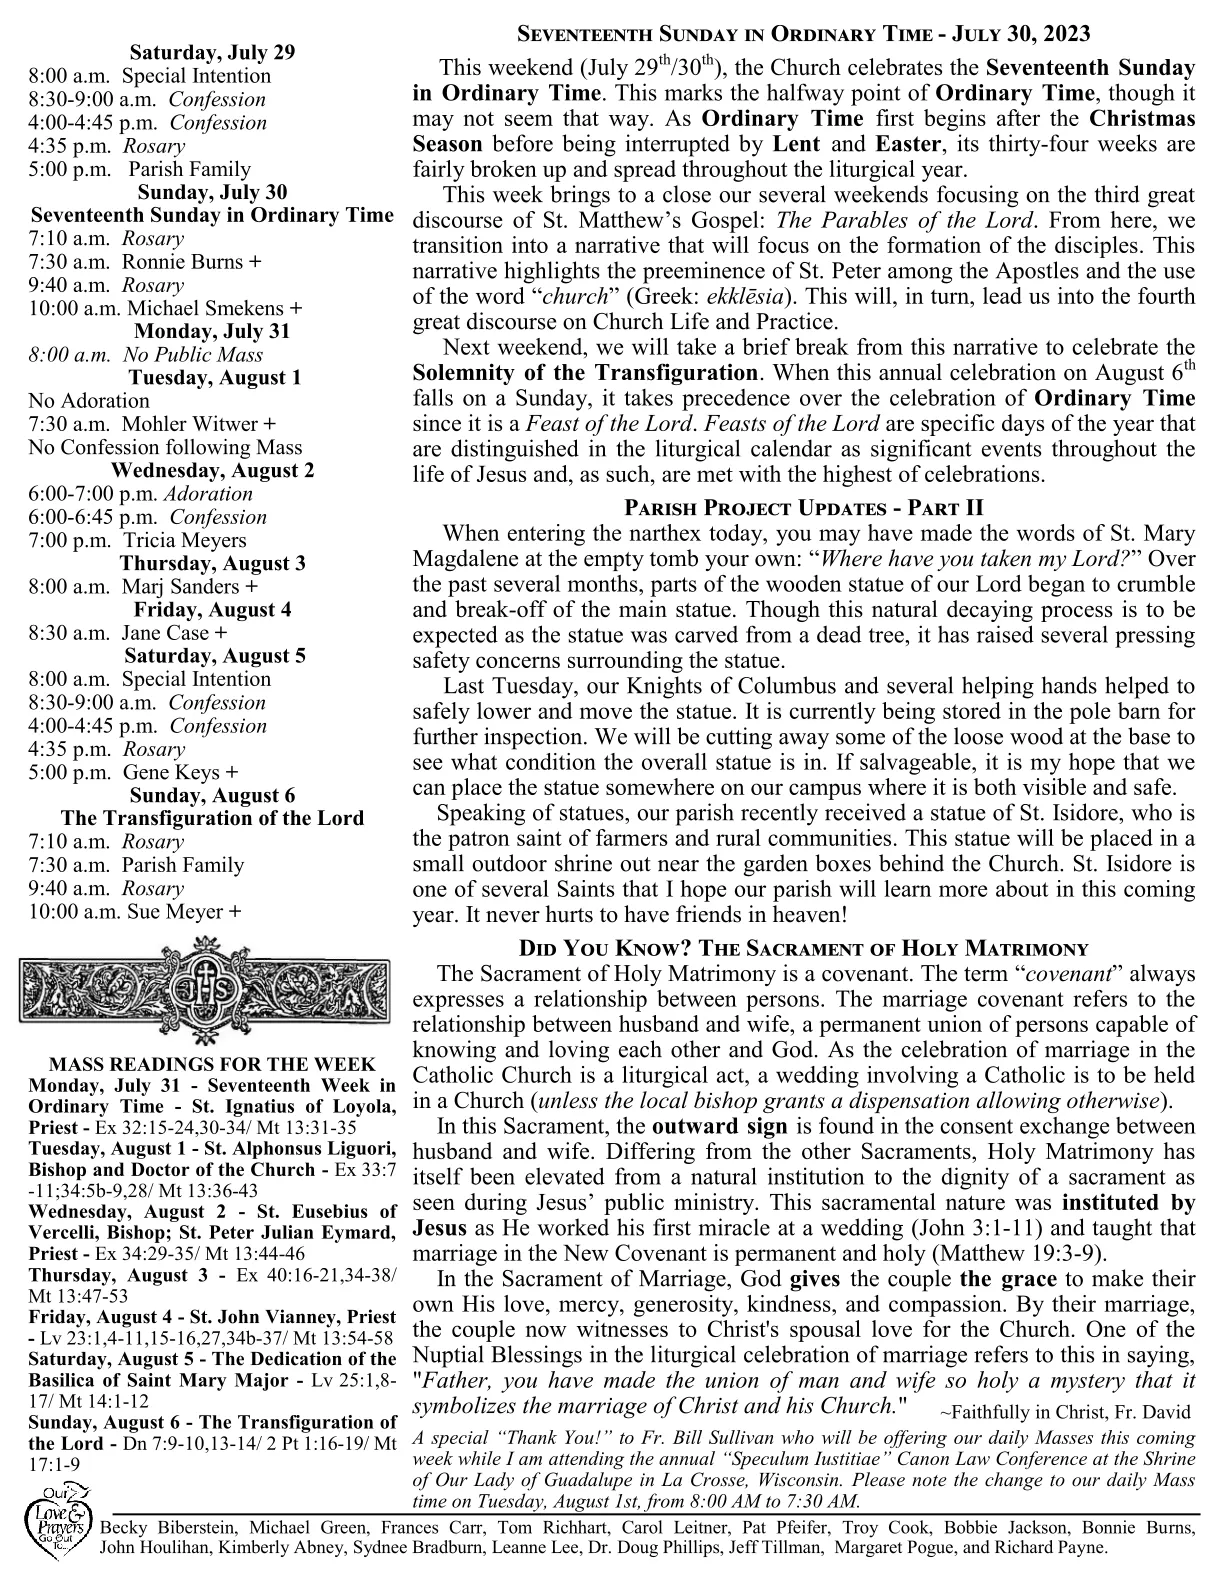 Saturday, July 29
8:00 a.m.  Special Intention
8:30-9:00 a.m.  Confession
4:00-4:45 p.m.  Confession
4:35 p.m.  Rosary
5:00 p.m.   Parish Family
Sunday, July 30
Seventeenth Sunday in Ordinary Time
7:10 a.m.  Rosary
7:30 a.m.  Ronnie Burns +
9:40 a.m.  Rosary
10:00 a.m. Michael Smekens +
Monday, July 31
8:00 a.m.  No Public Mass
Tuesday, August 1
No Adoration
7:30 a.m.  Mohler Witwer +
No Confession following Mass
Wednesday, August 2
6:00-7:00 p.m. Adoration
6:00-6:45 p.m.  Confession
7:00 p.m.  Tricia Meyers
Thursday, August 3
8:00 a.m.  Marj Sanders +
Friday, August 4
8:30 a.m.  Jane Case +
Saturday, August 5
8:00 a.m.  Special Intention
8:30-9:00 a.m.  Confession
4:00-4:45 p.m.  Confession
4:35 p.m.  Rosary
5:00 p.m.  Gene Keys +
Sunday, August 6
The Transfiguration of the Lord
7:10 a.m.  Rosary
7:30 a.m.  Parish Family
9:40 a.m.  Rosary
10:00 a.m. Sue Meyer +
IHS
MASS READINGS FOR THE WEEK
Monday, July 31 - Seventeenth Week in
Ordinary Time - St. Ignatius of Loyola,
Priest - Ex 32:15-24,30-34/ Mt 13:31-35
Tuesday, August 1 - St. Alphonsus Liguori,
Bishop and Doctor of the Church - Ex 33:7
-11;34:5b-9,28/ Mt 13:36-43
Wednesday, August 2 - St. Eusebius of
Vercelli, Bishop; St. Peter Julian Eymard,
Priest - Ex 34:29-35/ Mt 13:44-46
Thursday, August 3 - Ex 40:16-21,34-38/
Mt 13:47-53
Friday, August 4 - St. John Vianney, Priest
- Lv 23:1,4-11,15-16,27,34b-37/ Mt 13:54-58
Saturday, August 5 - The Dedication of the
Basilica of Saint Mary Major - Lv 25:1,8-
17/ Mt 14:1-12
Sunday, August 6 - The Transfiguration of
the Lord - Dn 7:9-10,13-14/ 2 Pt 1:16-19/ Mt
17:1-9
Seventeenth Sunday in Ordinary Time - July 30, 2023
This weekend (July 29th/30th), the Church celebrates the Seventeenth Sunday
in Ordinary Time. This marks the halfway point of Ordinary Time, though it
may not seem that way. As Ordinary Time first begins after the Christmas
Season before being interrupted by Lent and Easter, its thirty-four weeks are
fairly broken up and spread throughout the liturgical year.
This week brings to a close our several weekends focusing on the third great
discourse of St. Matthew’s Gospel: The Parables of the Lord. From here, we
transition into a narrative that will focus on the formation of the disciples. This
narrative highlights the preeminence of St. Peter among the Apostles and the use
of the word “church” (Greek: ekklēsia). This will, in turn, lead us into the fourth
great discourse on Church Life and Practice.
Next weekend, we will take a brief break from this narrative to celebrate the
Solemnity of the Transfiguration. When this annual celebration on August 6th
falls on a Sunday, it takes precedence over the celebration of Ordinary Time
since it is a Feast of the Lord. Feasts of the Lord are specific days of the year that
are distinguished in the liturgical calendar as significant events throughout the
life of Jesus and, as such, are met with the highest of celebrations.
Parish Project Updates - Part II
When entering the narthex today, you may have made the words of St. Mary
Magdalene at the empty tomb your own: “Where have you taken my Lord?” Over
the past several months, parts of the wooden statue of our Lord began to crumble
and break-off of the main statue. Though this natural decaying process is to be
expected as the statue was carved from a dead tree, it has raised several pressing
safety concerns surrounding the statue.
Last Tuesday, our Knights of Columbus and several helping hands helped to
safely lower and move the statue. It is currently being stored in the pole barn for
further inspection. We will be cutting away some of the loose wood at the base to
see what condition the overall statue is in. If salvageable, it is my hope that we
can place the statue somewhere on our campus where it is both visible and safe.
Speaking of statues, our parish recently received a statue of St. Isidore, who is
the patron saint of farmers and rural communities. This statue will be placed in a
small outdoor shrine out near the garden boxes behind the Church. St. Isidore is
one of several Saints that I hope our parish will learn more about in this coming
year. It never hurts to have friends in heaven!
Did You Know? The Sacrament of Holy Matrimony
The Sacrament of Holy Matrimony is a covenant. The term “covenant” always
expresses a relationship between persons. The marriage covenant refers to the
relationship between husband and wife, a permanent union of persons capable of
knowing and loving each other and God. As the celebration of marriage in the
Catholic Church is a liturgical act, a wedding involving a Catholic is to be held
in a Church (unless the local bishop grants a dispensation allowing otherwise).
In this Sacrament, the outward sign is found in the consent exchange between
husband and wife. Differing from the other Sacraments, Holy Matrimony has
itself been elevated from a natural institution to the dignity of a sacrament as
seen during Jesus’ public ministry. This sacramental nature was instituted by
Jesus as He worked his first miracle at a wedding (John 3:1-11) and taught that
marriage in the New Covenant is permanent and holy (Matthew 19:3-9).
In the Sacrament of Marriage, God gives the couple the grace to make their
own His love, mercy, generosity, kindness, and compassion. By their marriage,
the couple now witnesses to Christ's spousal love for the Church. One of the
Nuptial Blessings in the liturgical celebration of marriage refers to this in saying,
"Father, you have made the union of man and wife so holy a mystery that it
symbolizes the marriage of Christ and his Church."
~Faithfully in Christ, Fr. David
A special “Thank You!” to Fr. Bill Sullivan who will be offering our daily Masses this coming
week while I am attending the annual “Speculum Iustitiae” Canon Law Conference at the Shrine
of Our Lady of Guadalupe in La Crosse, Wisconsin. Please note the change to our daily Mass
time on Tuesday, August 1st, from 8:00 AM to 7:30 AM.
Our
Love &
Prayers
Go Out
To...
Becky Biberstein, Michael Green, Frances Carr, Tom Richhart, Carol Leitner, Pat Pfeifer, Troy Cook, Bobbie Jackson, Bonnie Burns,
John Houlihan, Kimberly Abney, Sydnee Bradburn, Leanne Lee, Dr. Doug Phillips, Jeff Tillman,  Margaret Pogue, and Richard Payne.